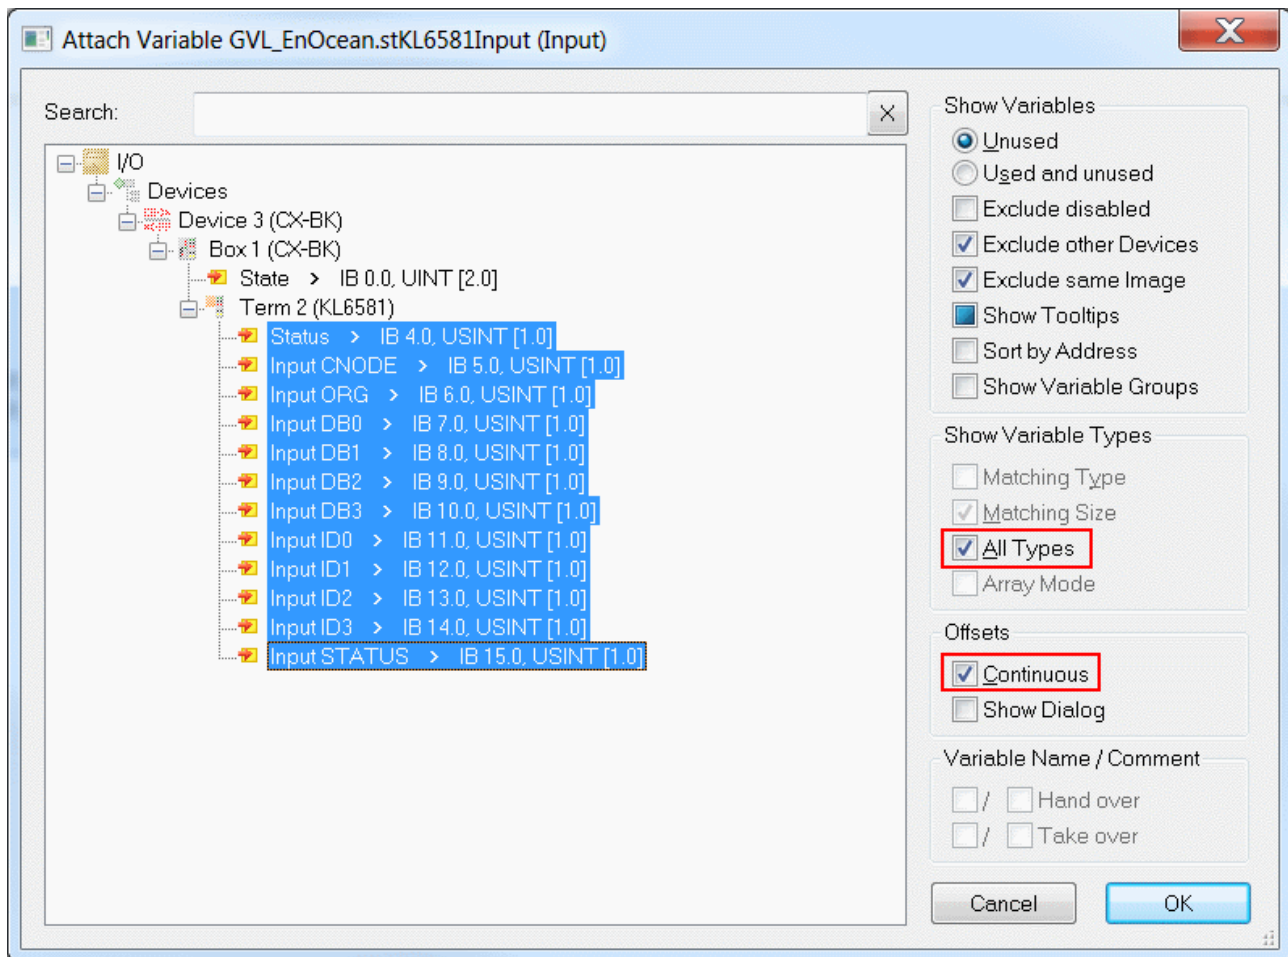 Attach Variable GVL_EnOcean.stKL6581Input (Input)
Search:
I/O
Devices
Device 3 (CX-BK)
Box 1 (CX-BK)
State > IB 0.0, UINT [2.0]
Term 2 (KL6581)
Status > IB 4.0, USINT [1.0]
Input CNODE > IB 5.0, USINT [1.0]
Input ORG > IB 6.0, USINT [1.0]
Input DB0 > IB 7.0, USINT [1.0]
Input DB1 > IB 8.0, USINT [1.0]
Input DB2 > IB 9.0, USINT [1.0]
Input DB3 > IB 10.0, USINT [1.0]
Input ID0 > IB 11.0, USINT [1.0]
Input ID1 > IB 12.0, USINT [1.0]
Input ID2 > IB 13.0, USINT [1.0]
Input ID3 > IB 14.0, USINT [1.0]
Input STATUS > IB 15.0, USINT [1.0]
Show Variables
Unused
Used and unused
Exclude disabled
Exclude other Devices
Exclude same Image
Show Tooltips
Sort by Address
Show Variable Groups
Show Variable Types
Matching Type
Matching Size
All Types
Array Mode
Offsets
Continuous
Show Dialog
Variable Name / Comment
/ Hand over
/ Take over
Cancel
OK